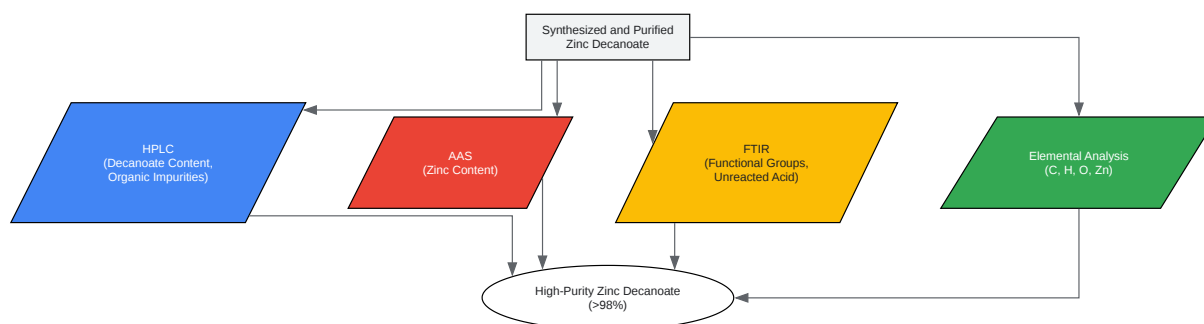 Synthesized and Purified
Zinc Decanoate
HPLC
(Decanoate Content,
Organic Impurities)
AAS
(Zinc Content)
FTIR
(Functional Groups,
Unreacted Acid)
Elemental Analysis
(C, H, O, Zn)
High-Purity Zinc Decanoate
(>98%)